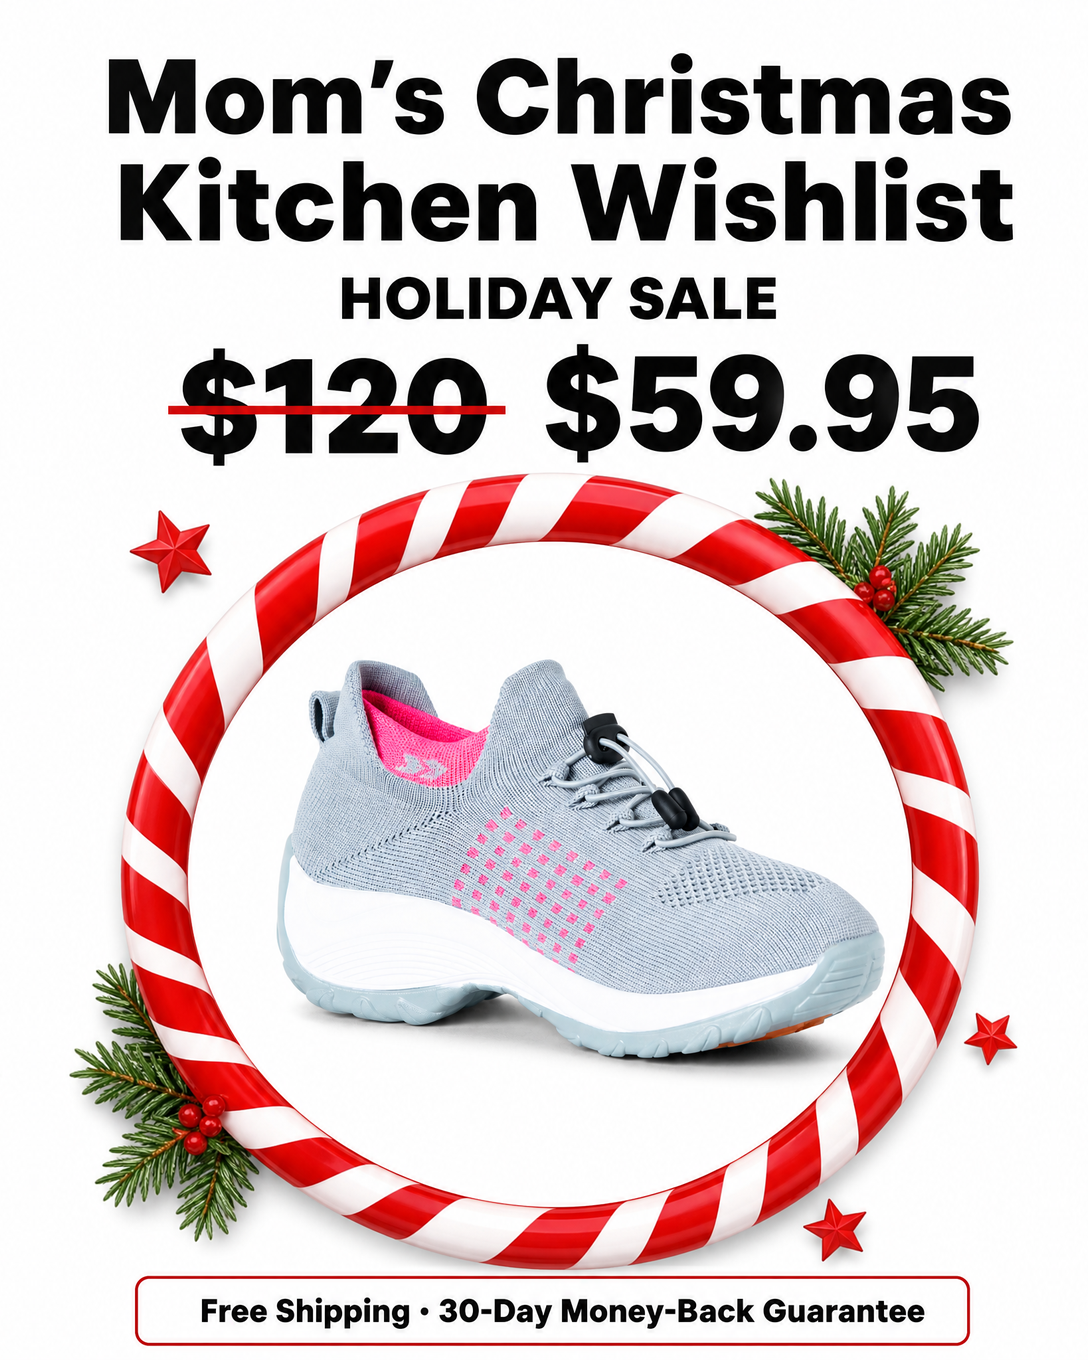 Mom’s Christmas
Kitchen Wishlist
HOLIDAY SALE
$120 $59.95
Free Shipping · 30-Day Money-Back Guarantee